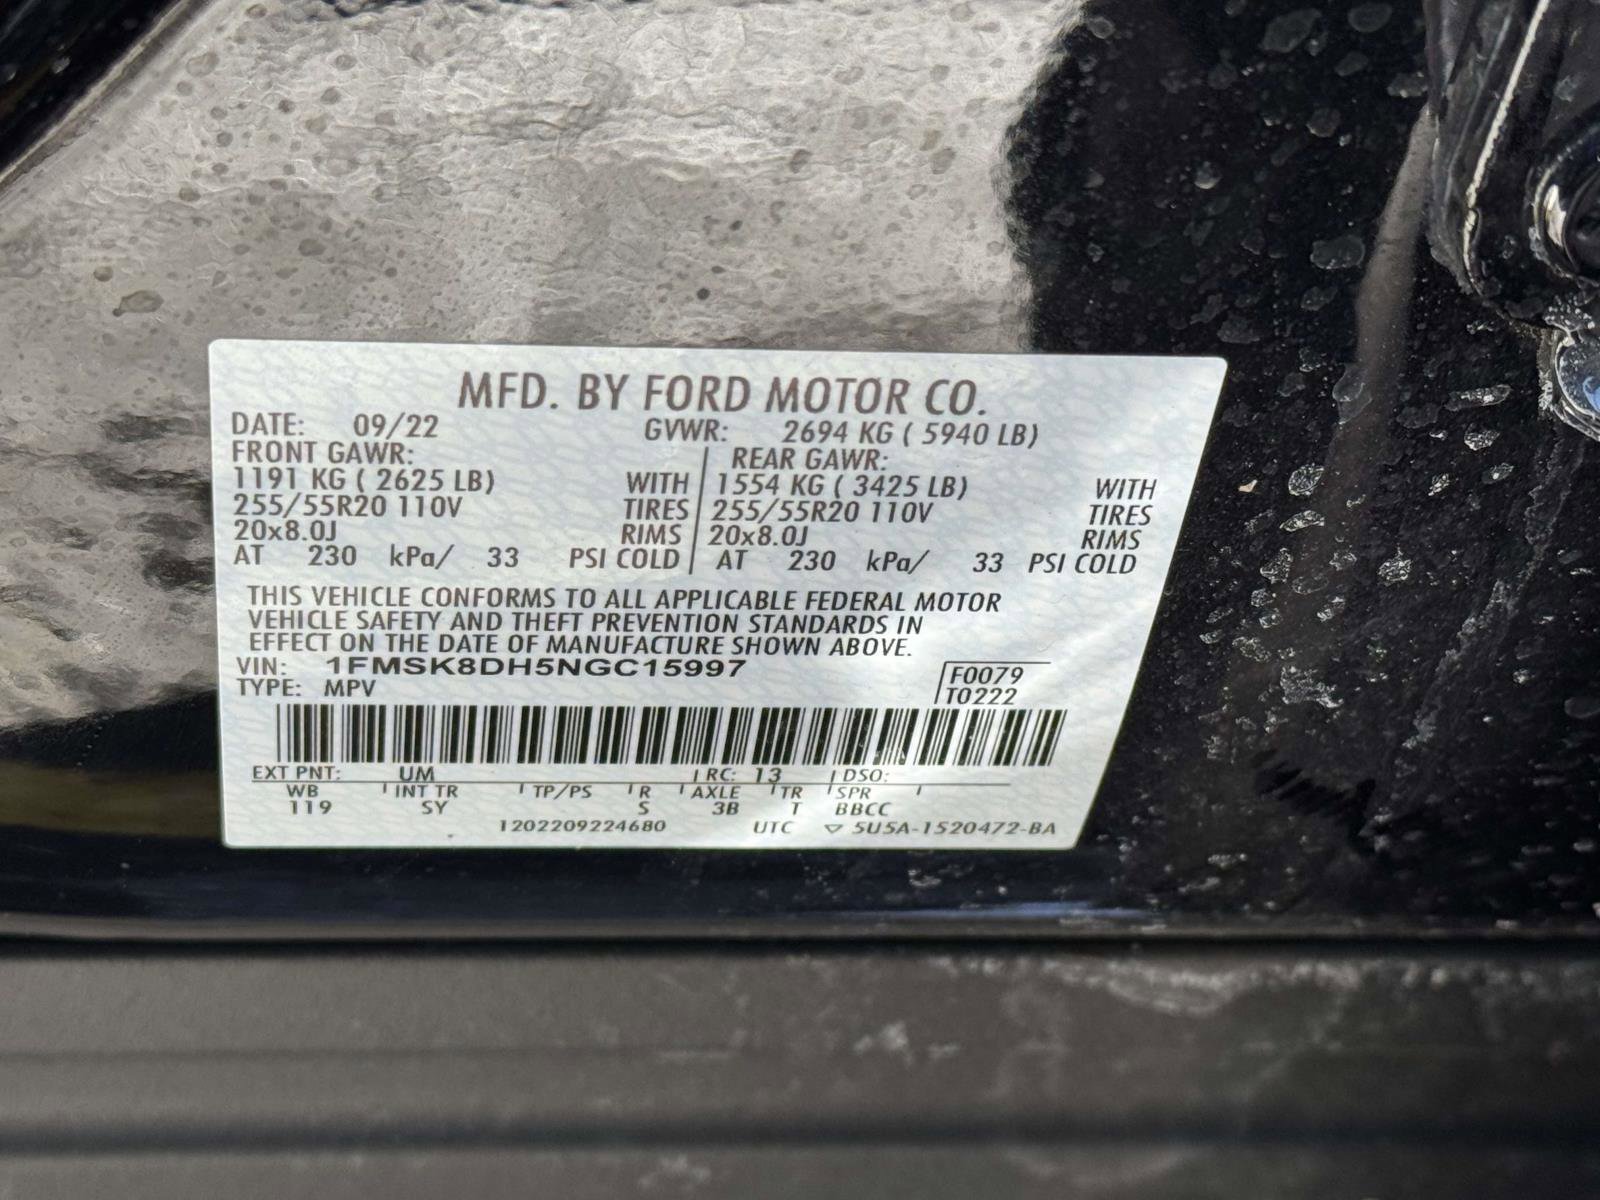 MFD. BY FORD MOTOR CO.
DATE: 09/22 GVWR: 2694 KG ( 5940 LB)
FRONT GAWR: REAR GAWR:
1191 KG ( 2625 LB) WITH 1554 KG ( 3425 LB) WITH
255/55R20 110V TIRES 255/55R20 110V TIRES
20x8.0J RIMS 20x8.0J RIMS
AT 230 kPa/ 33 PSI COLD AT 230 kPa/ 33 PSI COLD
THIS VEHICLE CONFORMS TO ALL APPLICABLE FEDERAL MOTOR
VEHICLE SAFETY AND THEFT PREVENTION STANDARDS IN
EFFECT ON THE DATE OF MANUFACTURE SHOWN ABOVE.
VIN: 1FMSK8DH5NGC15997 F0079
TYPE: MPV T0222
EXT PNT: UM RC: 13 DSO:
WB INT TR TP/PS R AXLE TR SPR
119 SY S 3B T BBCC
1202209224680 UTC ▽ 5U5A-1520472-BA